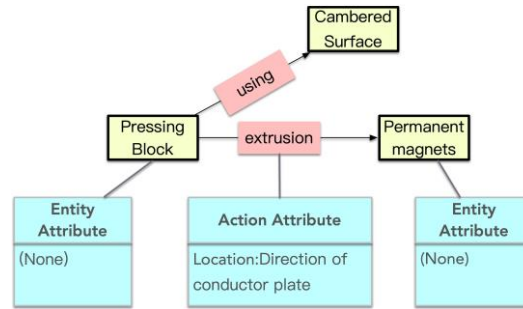 Cambered
Surface
using
Pressing
Block
extrusion
Permanent
magnets
Entity
Attribute
(None)
Action Attribute
Location:Direction of
conductor plate
Entity
Attribute
(None)